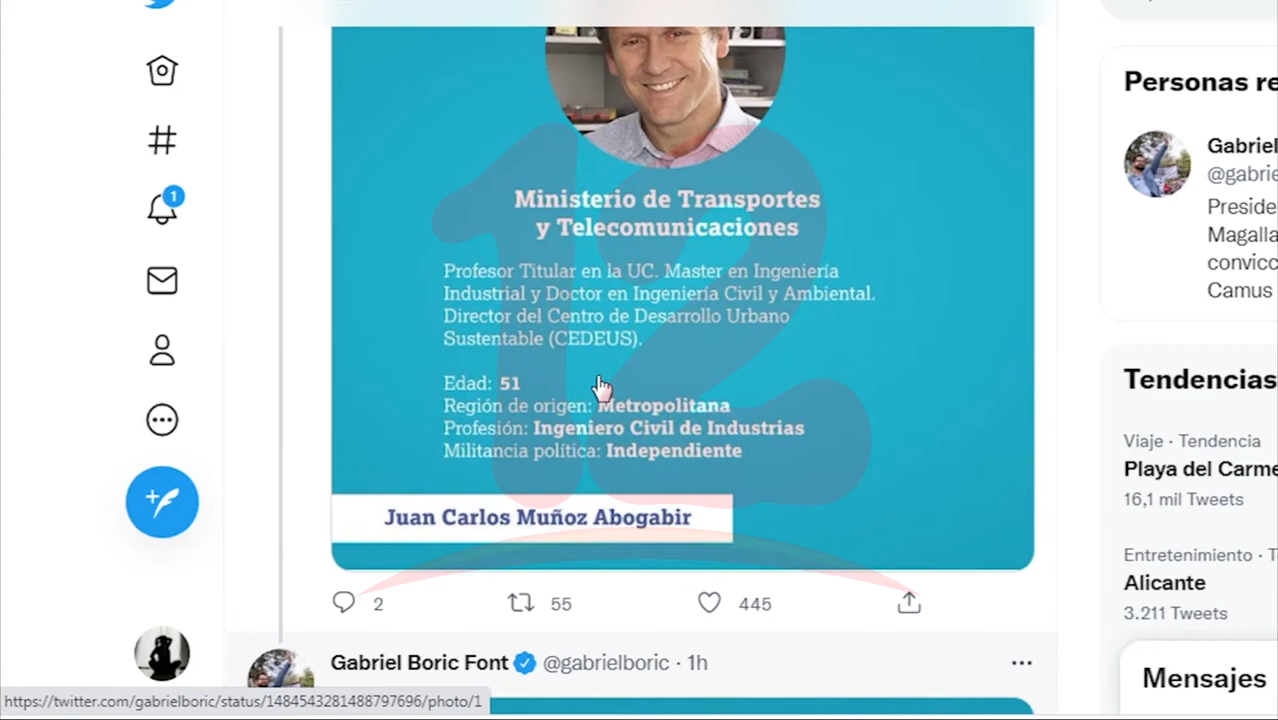 Ministerio de Transportes
y Telecomunicaciones
Profesor Titular en la UC. Master en Ingeniería
Industrial y Doctor en Ingeniería Civil y Ambiental.
Director del Centro de Desarrollo Urbano
Sustentable (CEDEUS).
Edad: 51
Región de origen: Metropolitana
Profesión: Ingeniero Civil de Industrias
Militancia política: Independiente
Juan Carlos Muñoz Abogabir
2 55 445
Gabriel Boric Font @gabrielboric · 1h
https://twitter.com/gabrielboric/status/1484543281488797696/photo/1
1
12
Personas re
Gabriel
@gabrie
Preside
Magalla
convicc
Camus
Tendencias
Viaje · Tendencia
Playa del Carme
16,1 mil Tweets
Entretenimiento · T
Alicante
3.211 Tweets
Mensajes